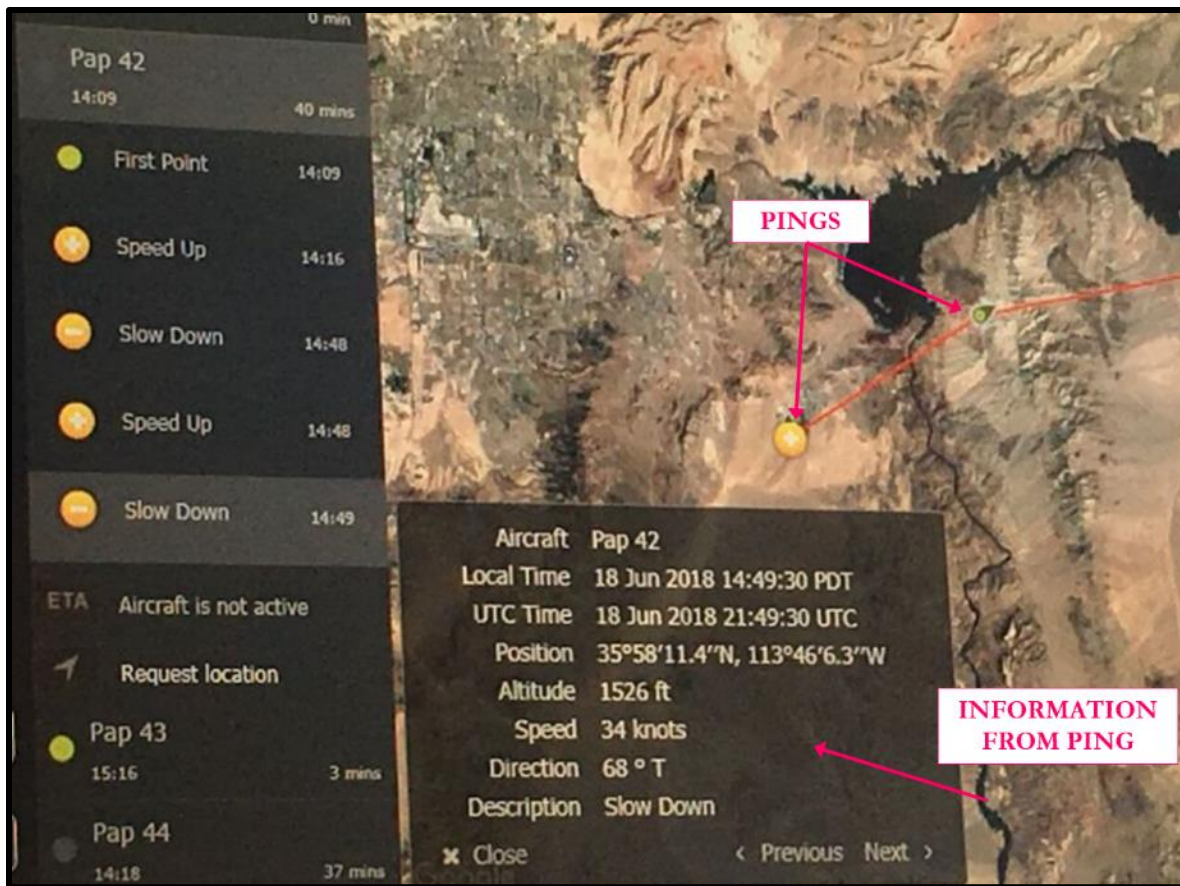 0 min
Pap 42
14:09 40 mins
First Point 14:09
Speed Up 14:16
Slow Down 14:48
Speed Up 14:48
Slow Down 14:49
ETA Aircraft is not active
Request location
Pap 43
15:16 3 mins
Pap 44
14:18 37 mins
PINGS
Aircraft Pap 42
Local Time 18 Jun 2018 14:49:30 PDT
UTC Time 18 Jun 2018 21:49:30 UTC
Position 35°58'11.4''N, 113°46'6.3''W
Altitude 1526 ft
Speed 34 knots
Direction 68 ° T
Description Slow Down
✖ Close ‹ Previous Next ›
Google
INFORMATION
FROM PING